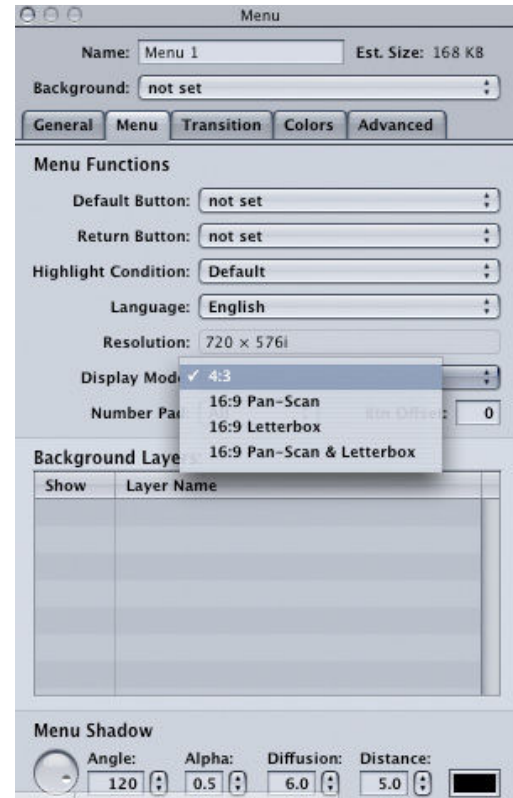 Menu
Name: Menu 1 Est. Size: 168 KB
Background: not set
General Menu Transition Colors Advanced
Menu Functions
Default Button: not set
Return Button: not set
Highlight Condition: Default
Language: English
Resolution: 720 × 576i
Display Mod ✓ 4:3
16:9 Pan-Scan
Number Pa 16:9 Letterbox 0
16:9 Pan-Scan & Letterbox
Background Layers
Show Layer Name
Menu Shadow
Angle: Alpha: Diffusion: Distance:
120 0.5 6.0 5.0